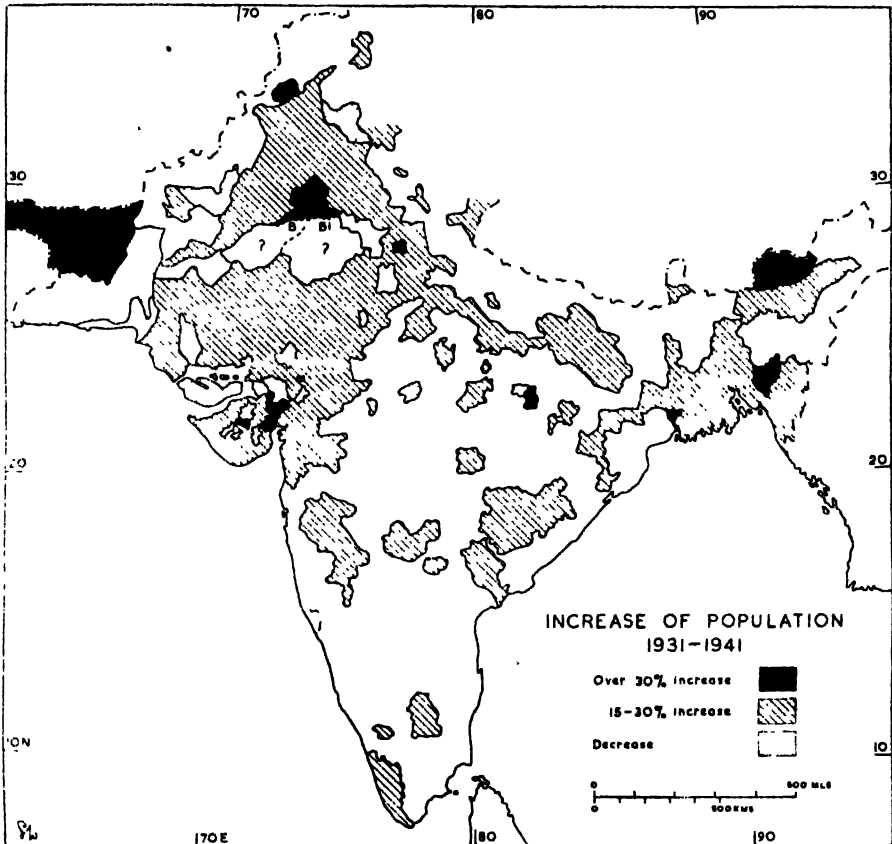 70 80 90
30 30
B BI
? ?
20 20
INCREASE OF POPULATION
1931-1941
Over 30% increase
15-30% increase
Decrease
10N 10
0 500 MLS
0 500 KMS
70E 80 90